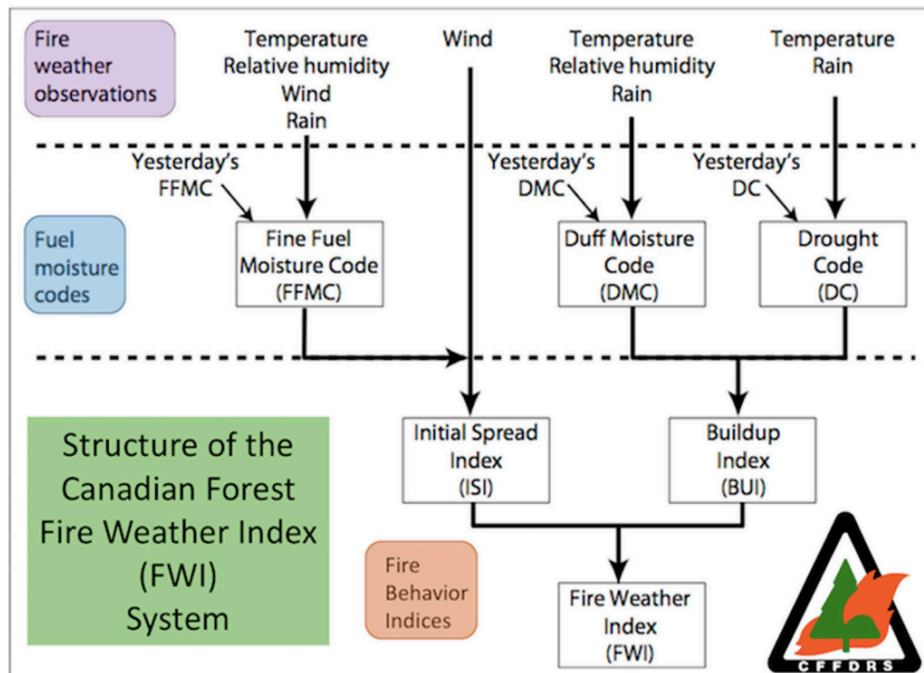 Fire
weather
observations
Temperature
Relative humidity
Wind
Rain
Wind
Temperature
Relative humidity
Rain
Temperature
Rain
Yesterday's
FFMC
Yesterday's
DMC
Yesterday's
DC
Fuel
moisture
codes
Fine Fuel
Moisture Code
(FFMC)
Duff Moisture
Code
(DMC)
Drought
Code
(DC)
Structure of the
Canadian Forest
Fire Weather Index
(FWI)
System
Initial Spread
Index
(ISI)
Buildup
Index
(BUI)
Fire
Behavior
Indices
Fire Weather
Index
(FWI)
CFFDRS